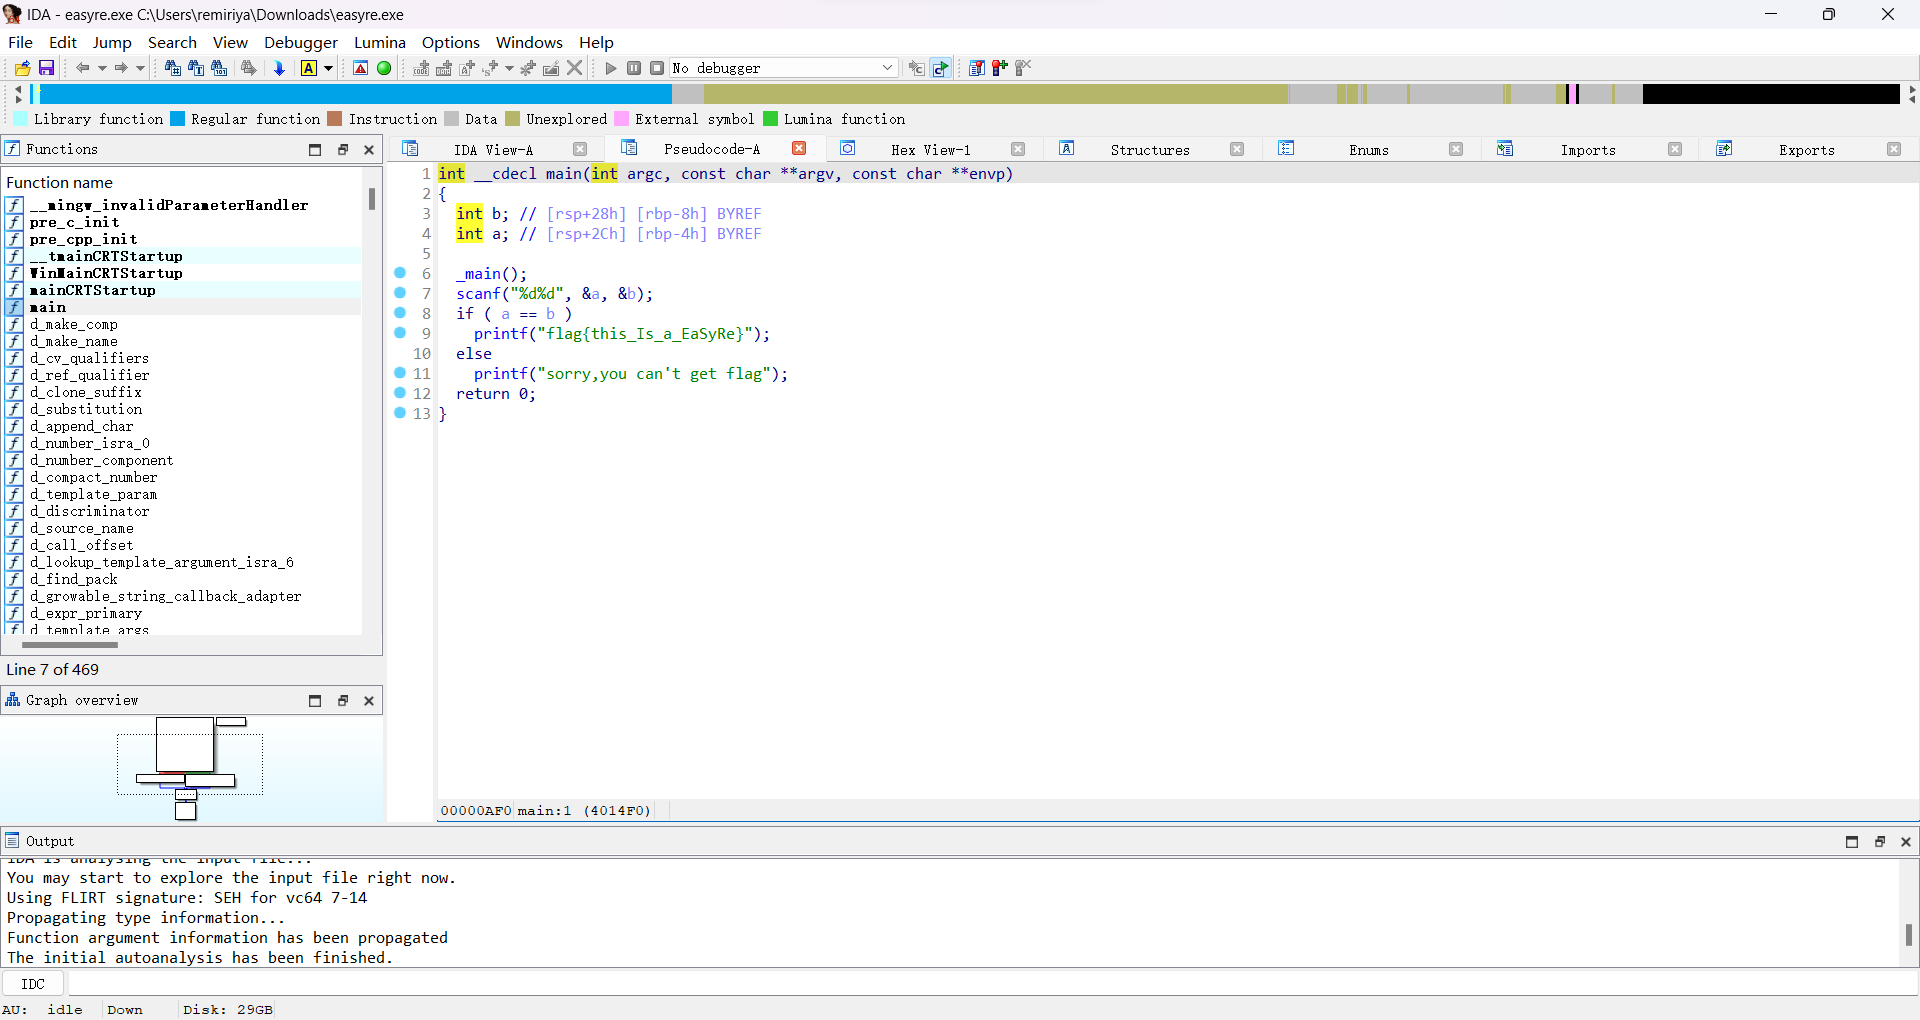 IDA - easyre.exe C:\Users\remiriya\Downloads\easyre.exe
File Edit Jump Search View Debugger Lumina Options Windows Help
No debugger
Library function Regular function Instruction Data Unexplored External symbol Lumina function
Functions
Function name
__mingw_invalidParameterHandler
pre_c_init
pre_cpp_init
__tmainCRTStartup
WinMainCRTStartup
mainCRTStartup
main
d_make_comp
d_make_name
d_cv_qualifiers
d_ref_qualifier
d_clone_suffix
d_substitution
d_append_char
d_number_isra_0
d_number_component
d_compact_number
d_template_param
d_discriminator
d_source_name
d_call_offset
d_lookup_template_argument_isra_6
d_find_pack
d_growable_string_callback_adapter
d_expr_primary
d_template_args
Line 7 of 469
Graph overview
IDA View-A Pseudocode-A Hex View-1 Structures Enums Imports Exports
1 int __cdecl main(int argc, const char **argv, const char **envp)
2 {
3 int b; // [rsp+28h] [rbp-8h] BYREF
4 int a; // [rsp+2Ch] [rbp-4h] BYREF
5
6 _main();
7 scanf("%d%d", &a, &b);
8 if ( a == b )
9 printf("flag{this_Is_a_EaSyRe}");
10 else
11 printf("sorry,you can't get flag");
12 return 0;
13 }
00000AF0 main:1 (4014F0)
Output
IDA is analysing the input file...
You may start to explore the input file right now.
Using FLIRT signature: SEH for vc64 7-14
Propagating type information...
Function argument information has been propagated
The initial autoanalysis has been finished.
IDC
AU: idle Down Disk: 29GB